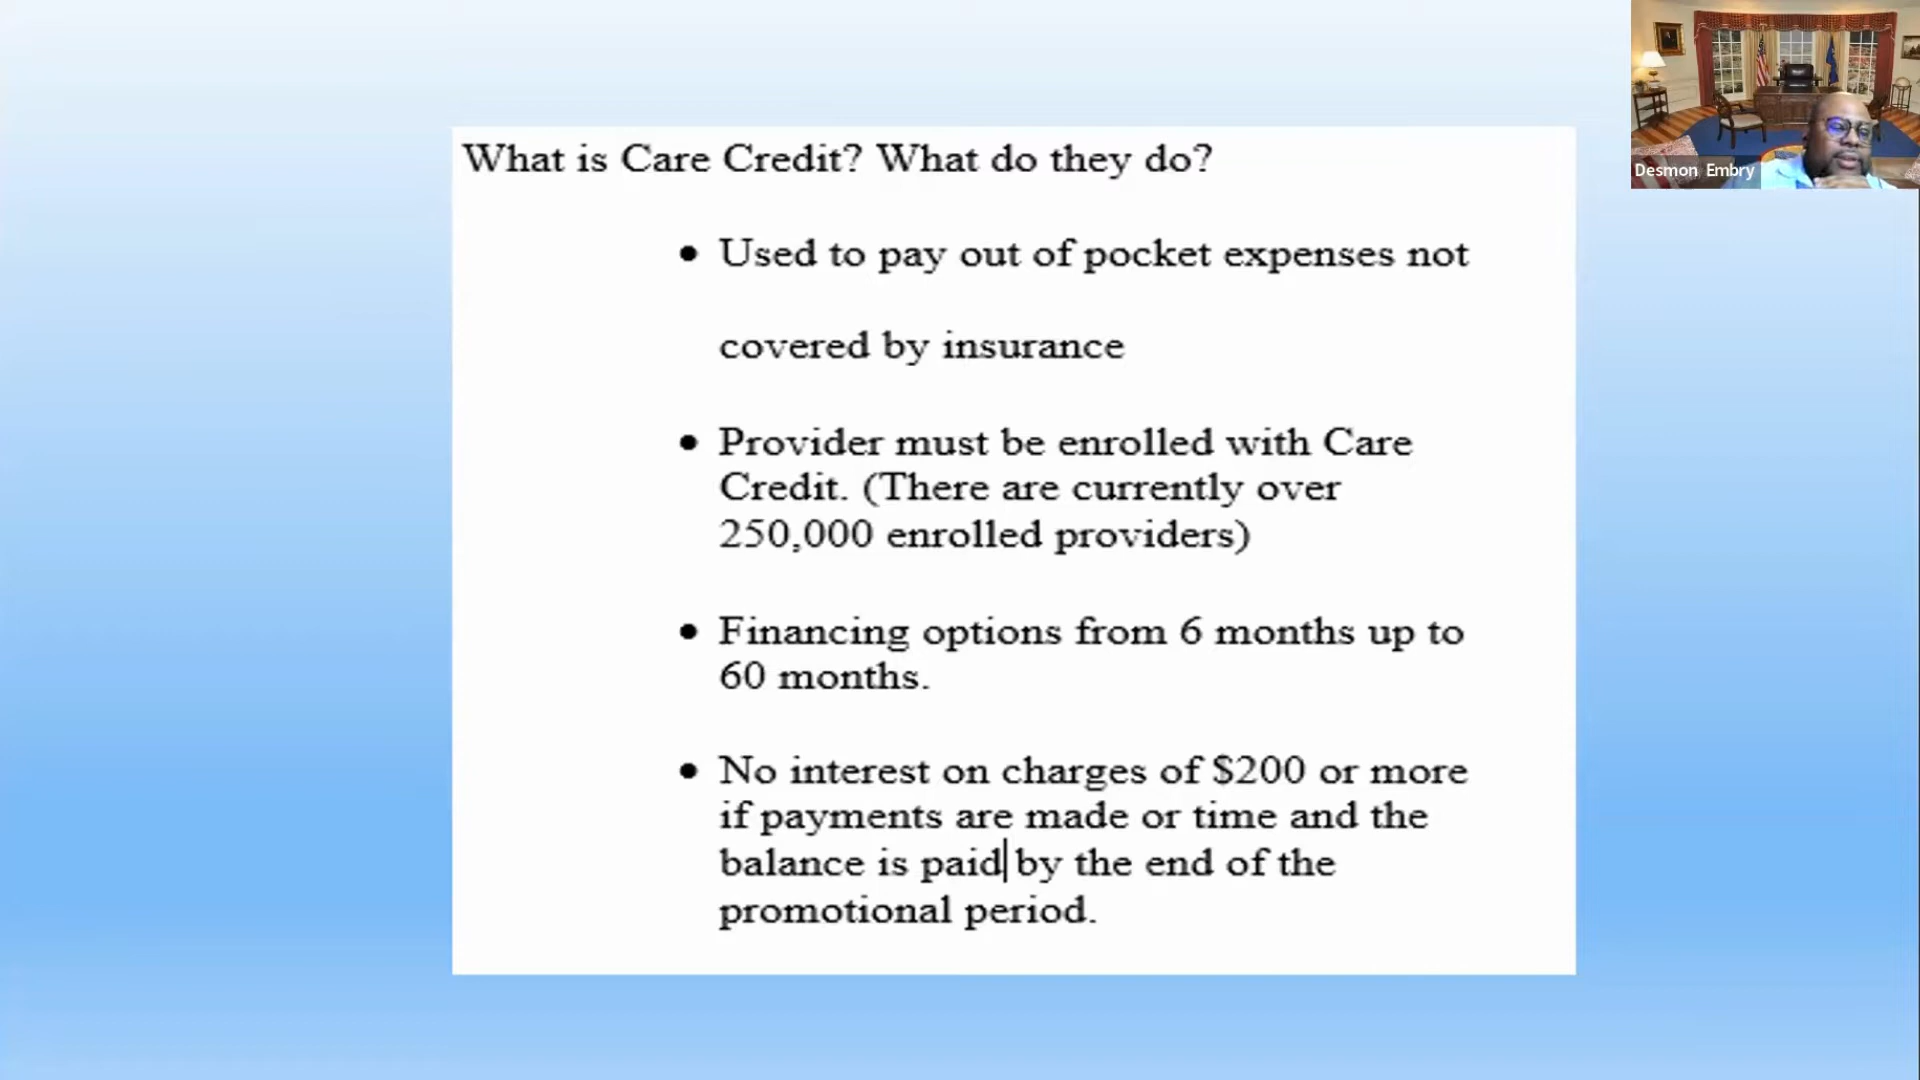 What is Care Credit? What do they do?
• Used to pay out of pocket expenses not
covered by insurance
• Provider must be enrolled with Care
Credit. (There are currently over
250,000 enrolled providers)
• Financing options from 6 months up to
60 months.
• No interest on charges of $200 or more
if payments are made or time and the
balance is paid by the end of the
promotional period.
Desmon Embry